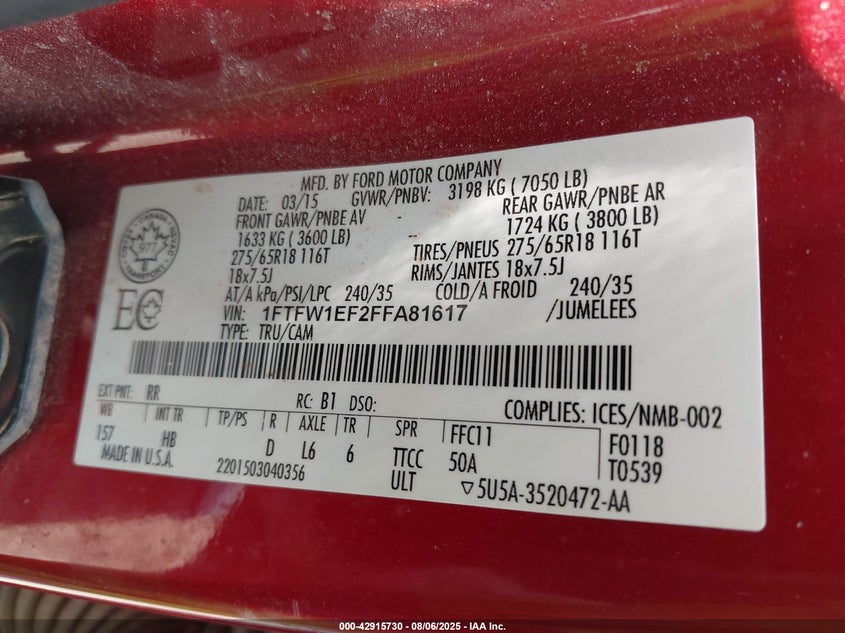 MFD. BY FORD MOTOR COMPANY
DATE: 03/15 GVWR/PNBV: 3198 KG ( 7050 LB)
FRONT GAWR/PNBE AV REAR GAWR/PNBE AR
1633 KG ( 3600 LB) 1724 KG ( 3800 LB)
275/65R18 116T TIRES/PNEUS 275/65R18 116T
18x7.5J RIMS/JANTES 18x7.5J
AT/A kPa/PSI/LPC 240/35 COLD/A FROID 240/35
VIN: 1FTFW1EF2FFA81617 /JUMELEES
TYPE: TRU/CAM
CANADA
977
TRANSPORT
EC
EXT PNT: RR RC: B1 DSO: COMPLIES: ICES/NMB-002
WB INT TR TP/PS R AXLE TR SPR FFC11 F0118
157 HB D L6 6 TTCC 50A T0539
MADE IN U.S.A. 2201503040356 ULT ▽5U5A-3520472-AA
000-42915730 - 08/06/2025 - IAA Inc.